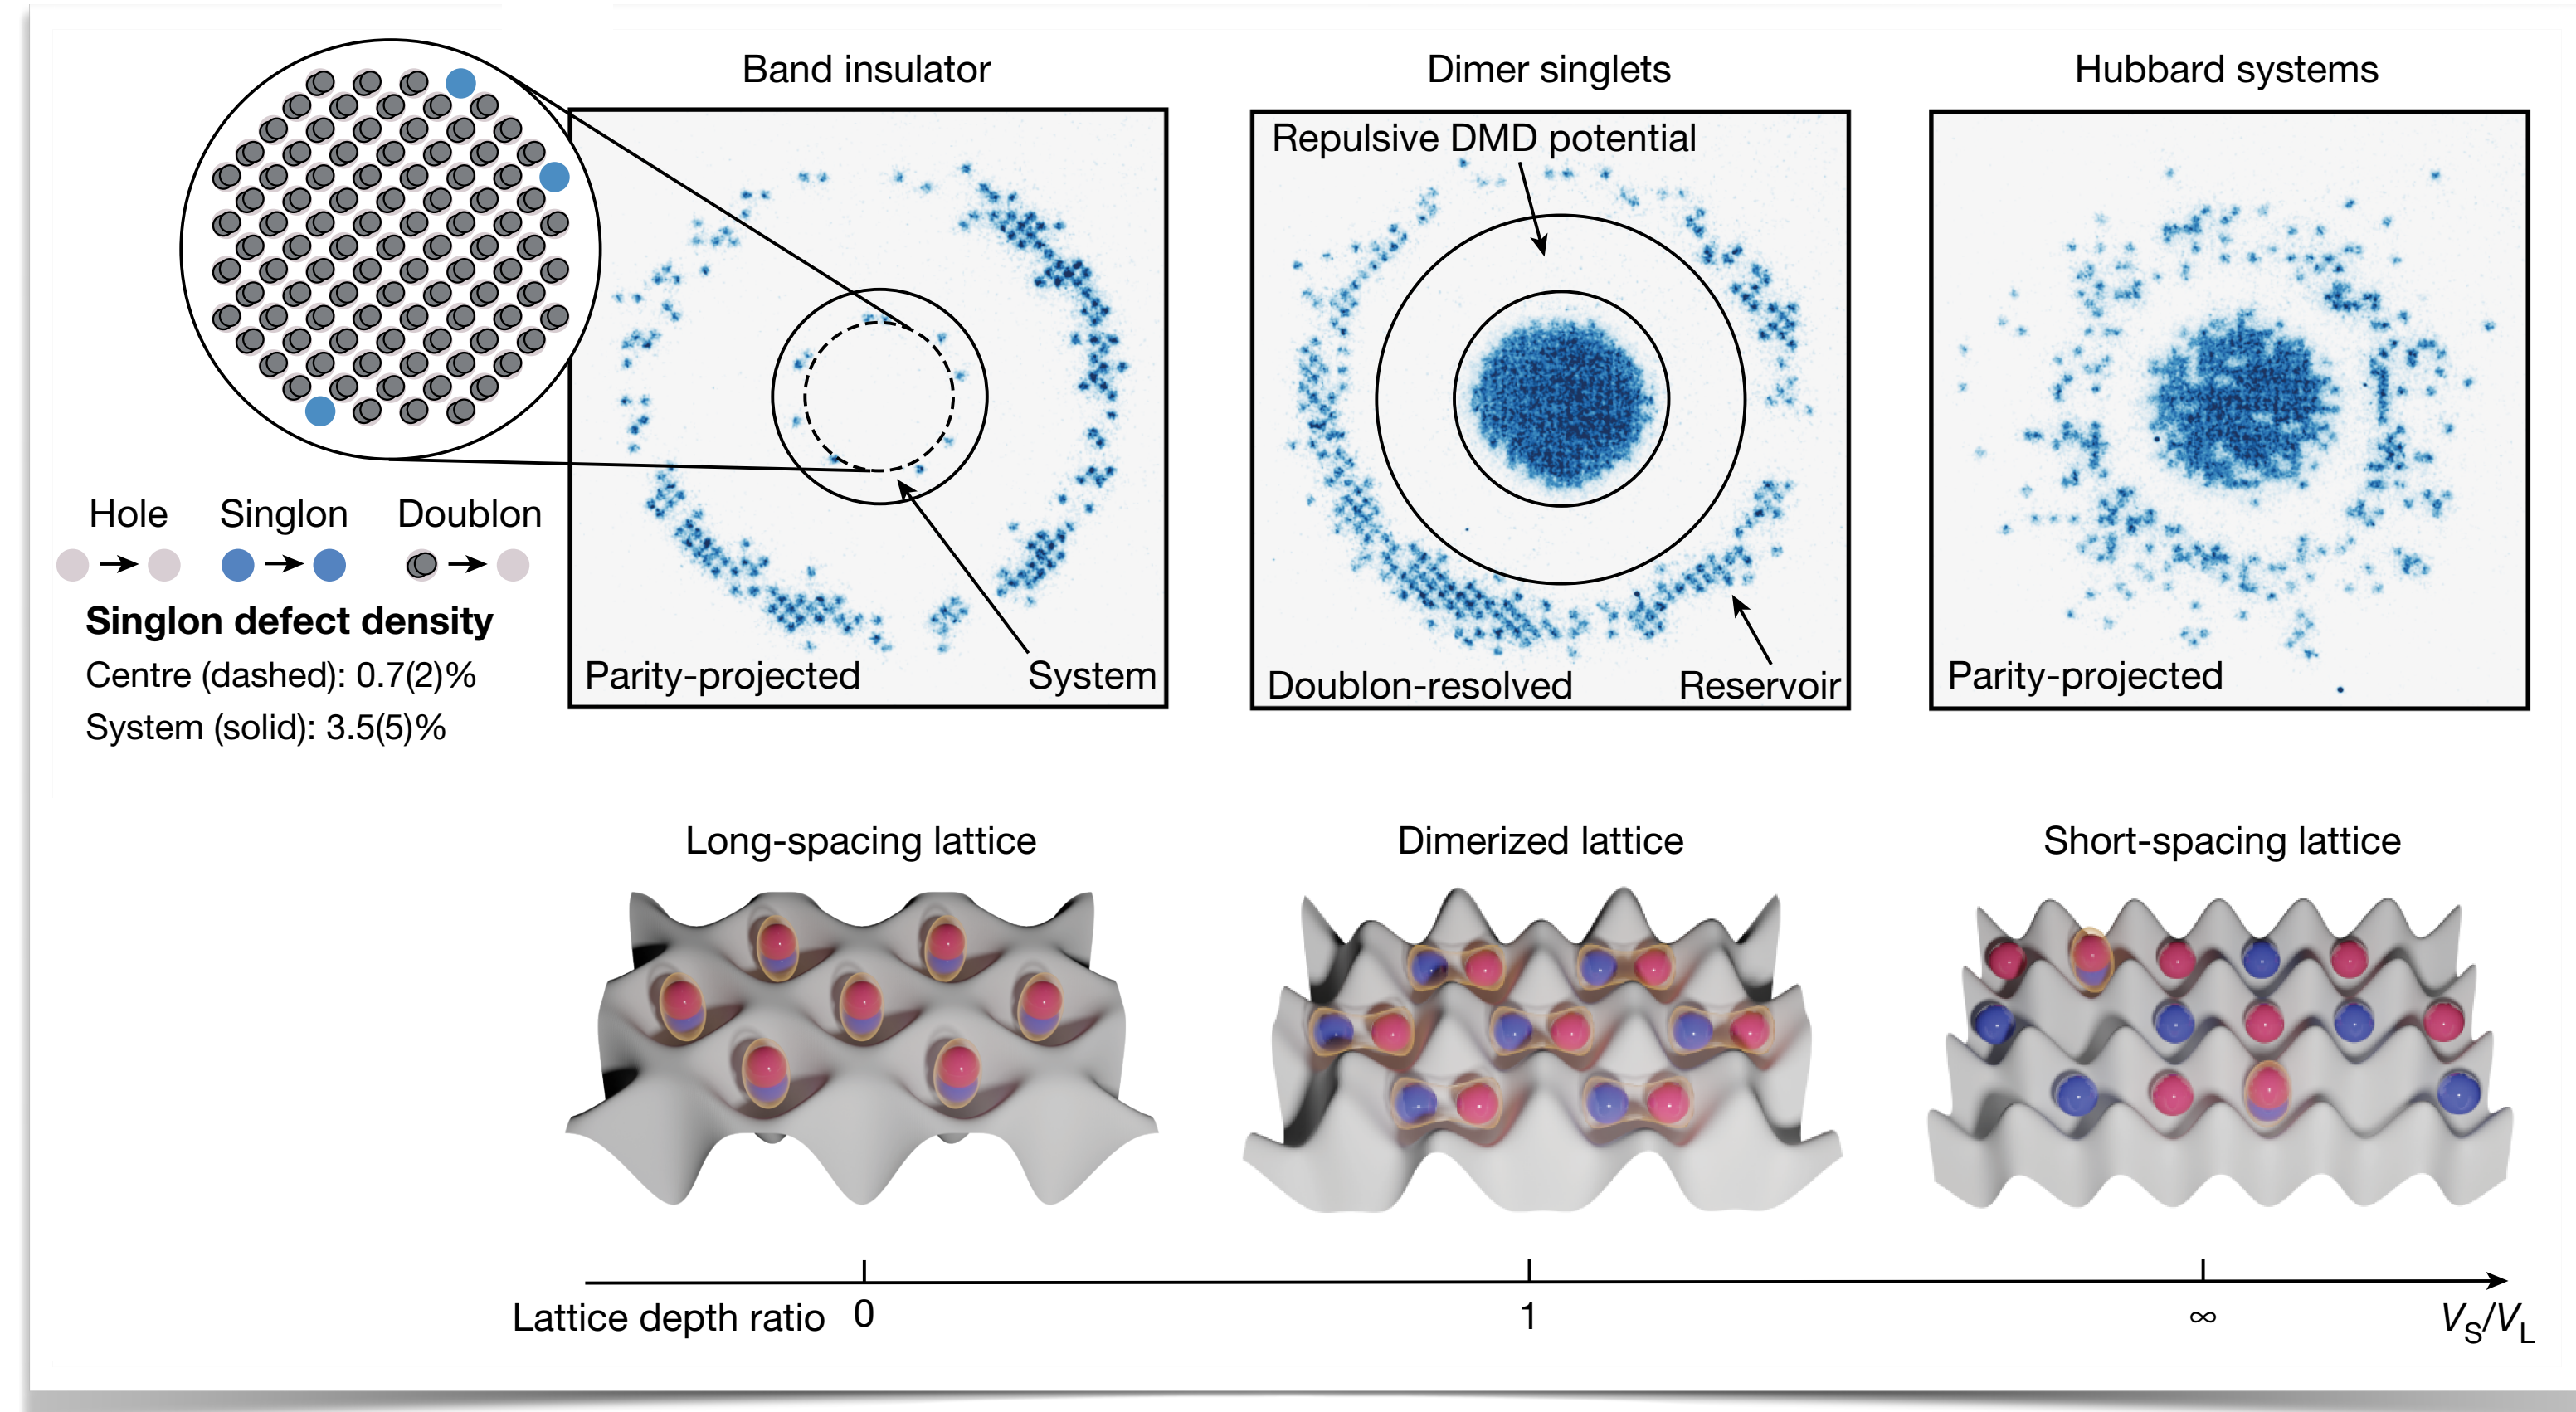 Band insulator
Dimer singlets
Hubbard systems
Repulsive DMD potential
Hole
Singlon
Doublon
Singlon defect density
Centre (dashed): 0.7(2)%
System (solid): 3.5(5)%
Parity-projected
System
Doublon-resolved
Reservoir
Parity-projected
Long-spacing lattice
Dimerized lattice
Short-spacing lattice
Lattice depth ratio
0
1
∞
VS/VL